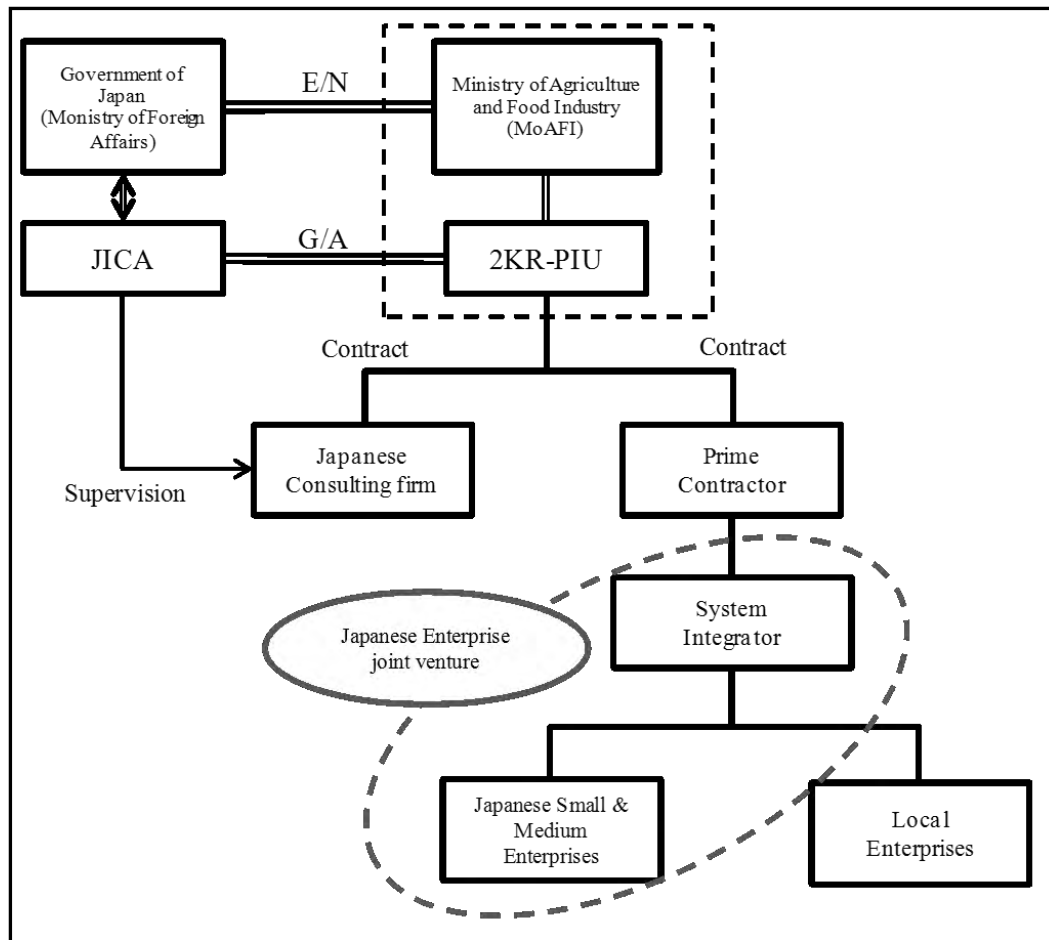 Government of
Japan
(Monistry of Foreign
Affairs)
E/N
Ministry of Agriculture
and Food Industry
(MoAFI)
JICA
G/A
2KR-PIU
Contract
Contract
Japanese
Consulting firm
Prime
Contractor
Supervision
System
Integrator
Japanese Enterprise
joint venture
Japanese Small &
Medium
Enterprises
Local
Enterprises